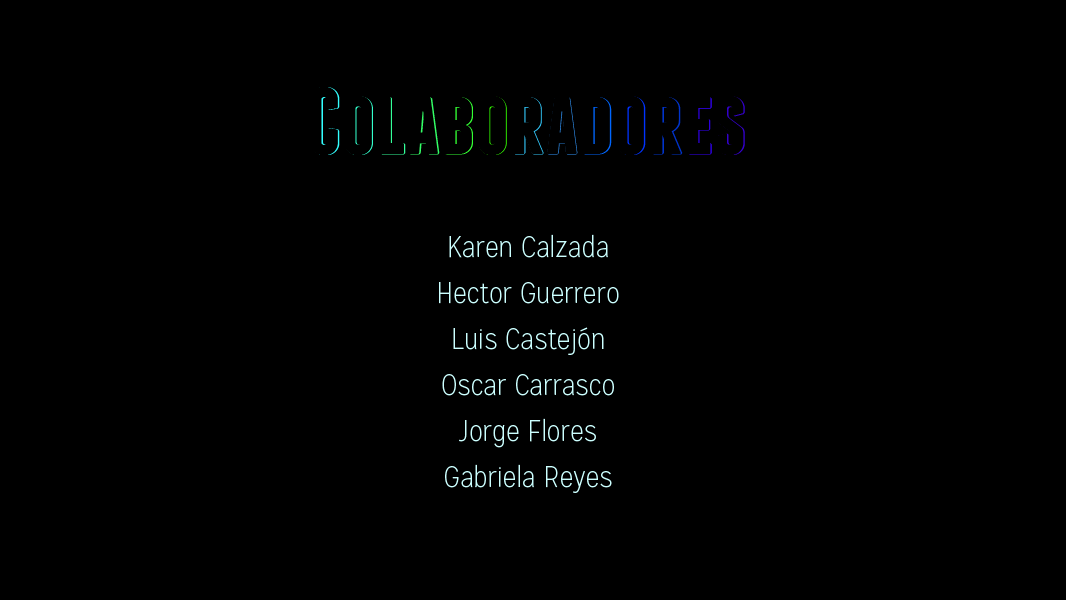 Colaboradores
Karen Calzada
Hector Guerrero
Luis Castejón
Oscar Carrasco
Jorge Flores
Gabriela Reyes